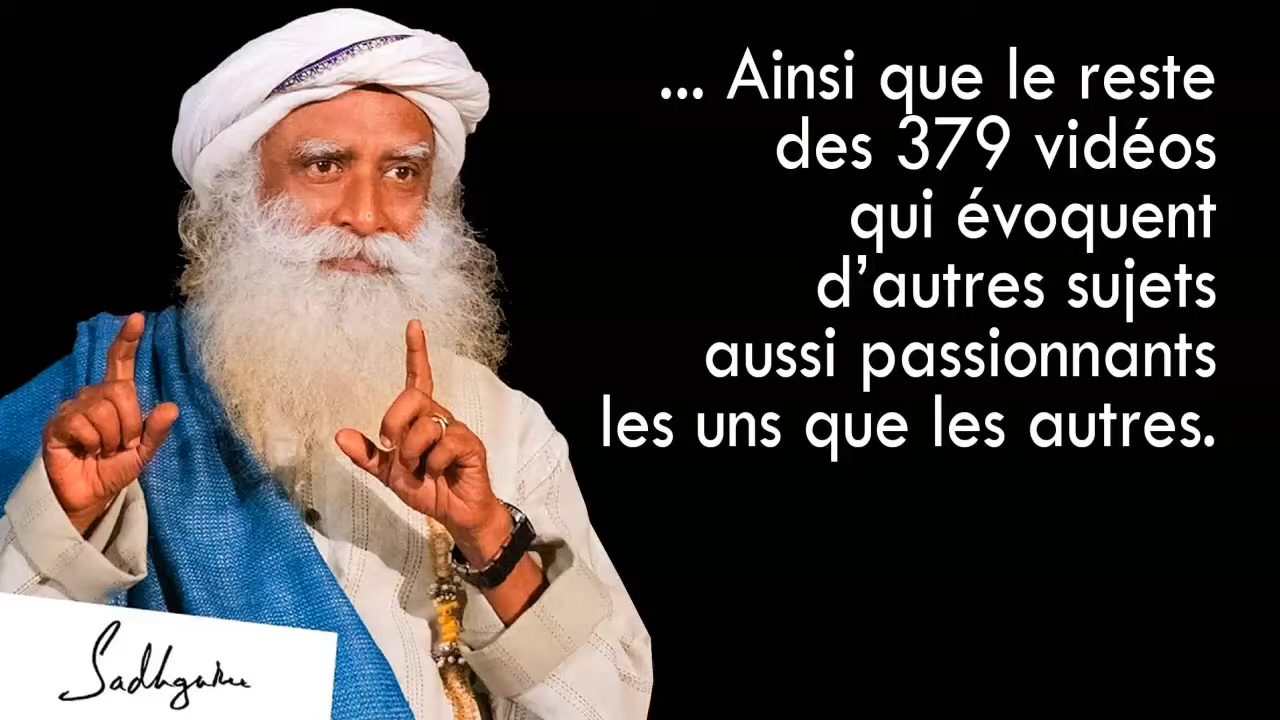 ... Ainsi que le reste
des 379 vidéos
qui évoquent
d’autres sujets
aussi passionnants
les uns que les autres.
Sadhguru